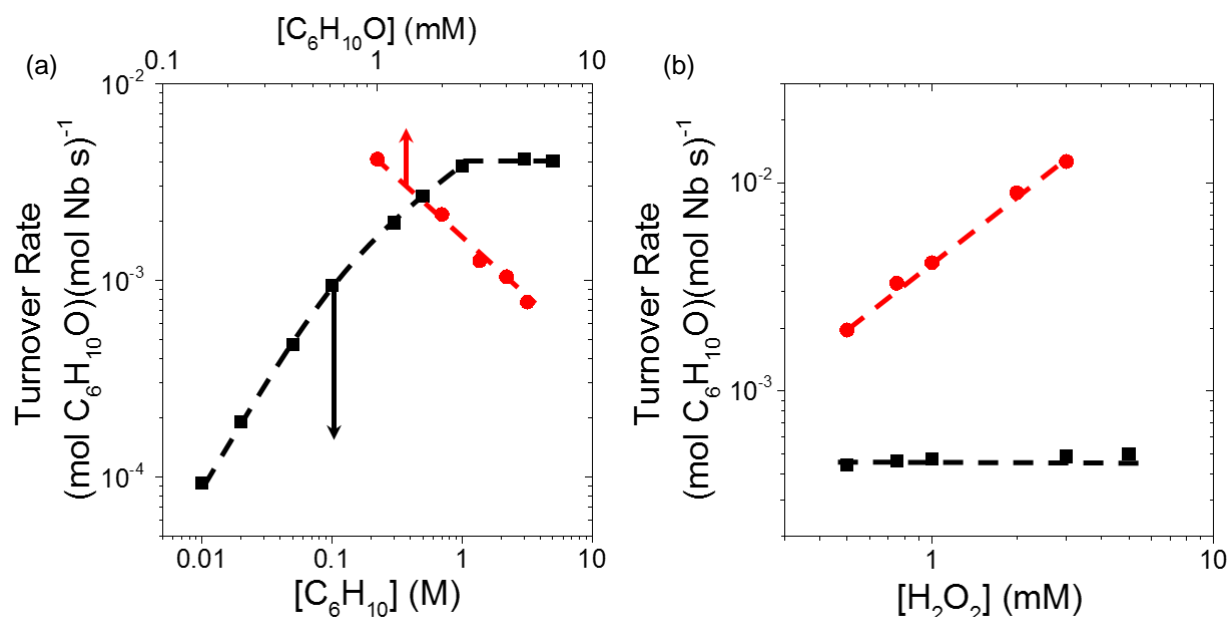 [C₆H₁₀O] (mM)
0.1 1 10
(a)
10⁻²
10⁻³
10⁻⁴
Turnover Rate
(mol C₆H₁₀O)(mol Nb s)⁻¹
0.01 0.1 1 10
[C₆H₁₀] (M)
(b)
10⁻²
10⁻³
Turnover Rate
(mol C₆H₁₀O)(mol Nb s)⁻¹
1 10
[H₂O₂] (mM)